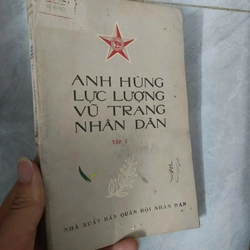 ANH HÙNG
LỰC LƯỢNG
VŨ TRANG
NHÂN DÂN
TẬP I
NHÀ XUẤT BẢN QUÂN ĐỘI NHÂN DÂN